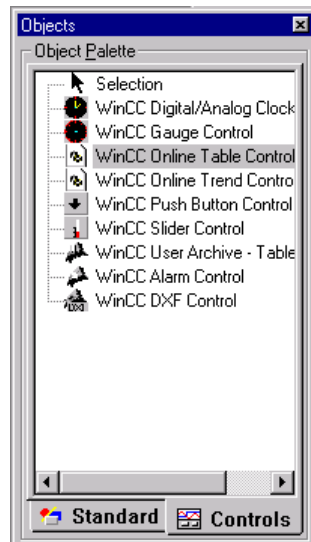 Objects
Object Palette
Selection
WinCC Digital/Analog Clock
WinCC Gauge Control
WinCC Online Table Control
WinCC Online Trend Contro
WinCC Push Button Control
WinCC Slider Control
WinCC User Archive - Table
WinCC Alarm Control
WinCC DXF Control
Standard
Controls